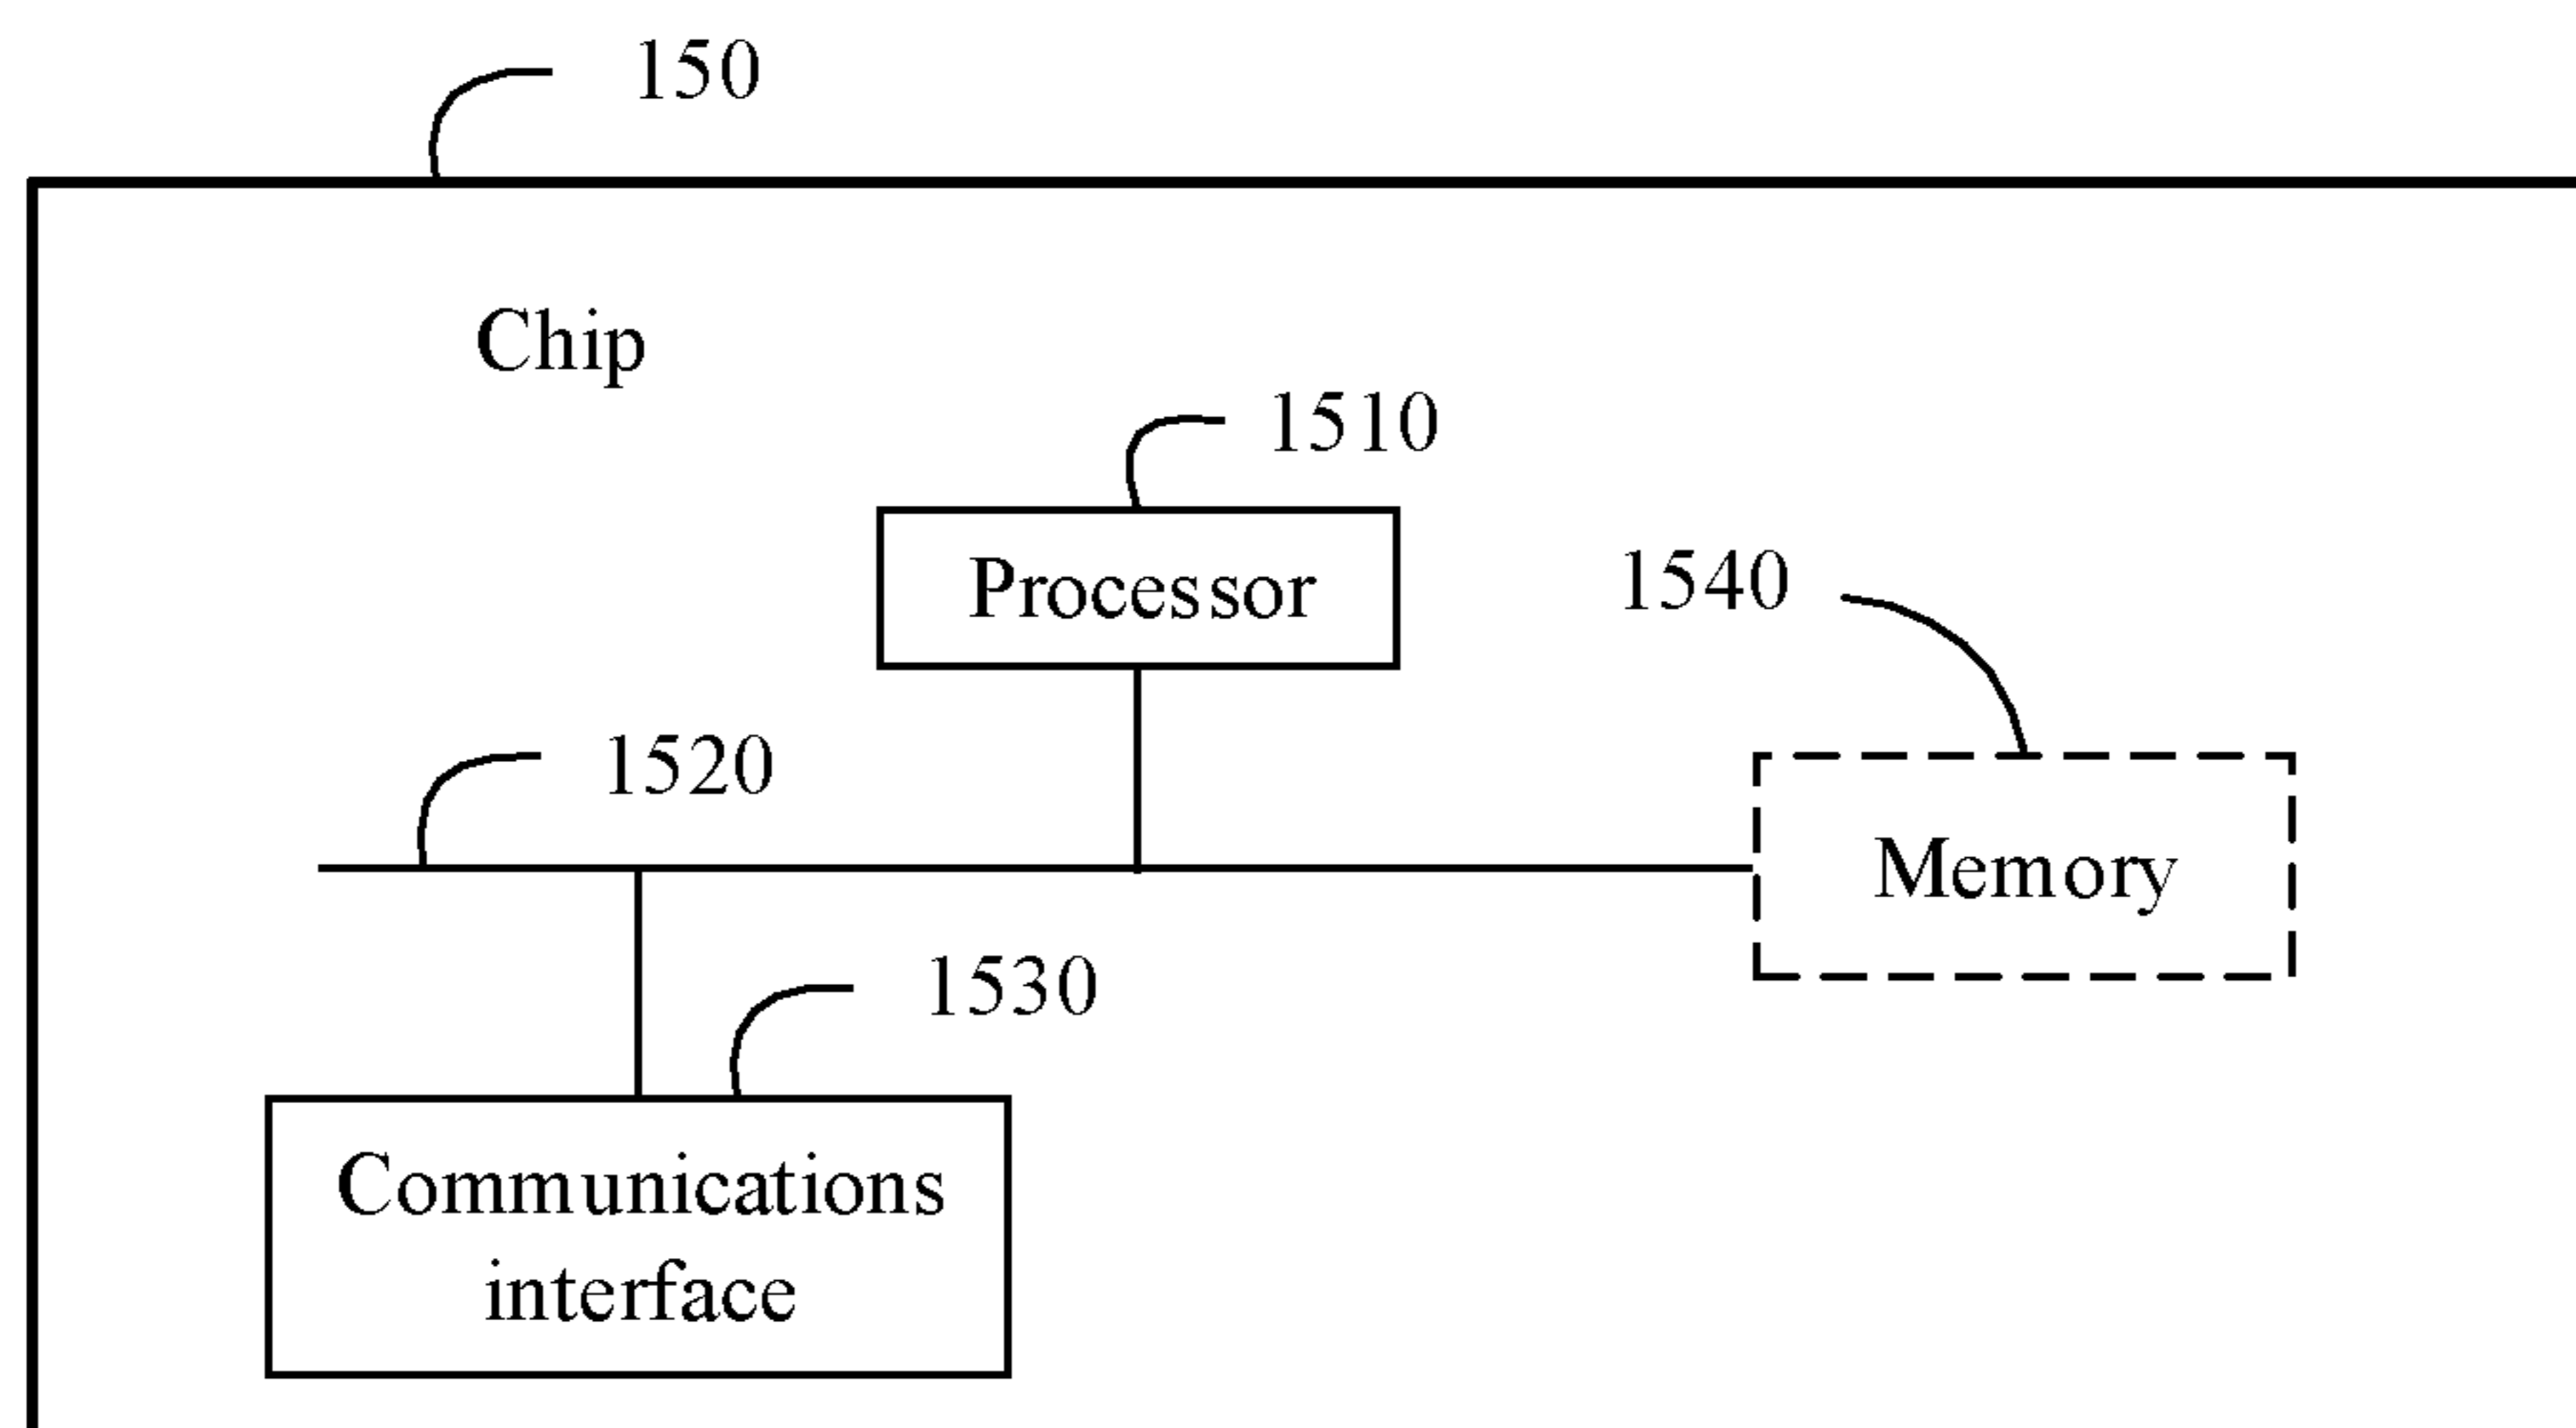 150
Chip
1510
Processor
1540
1520
Memory
1530
Communications
interface